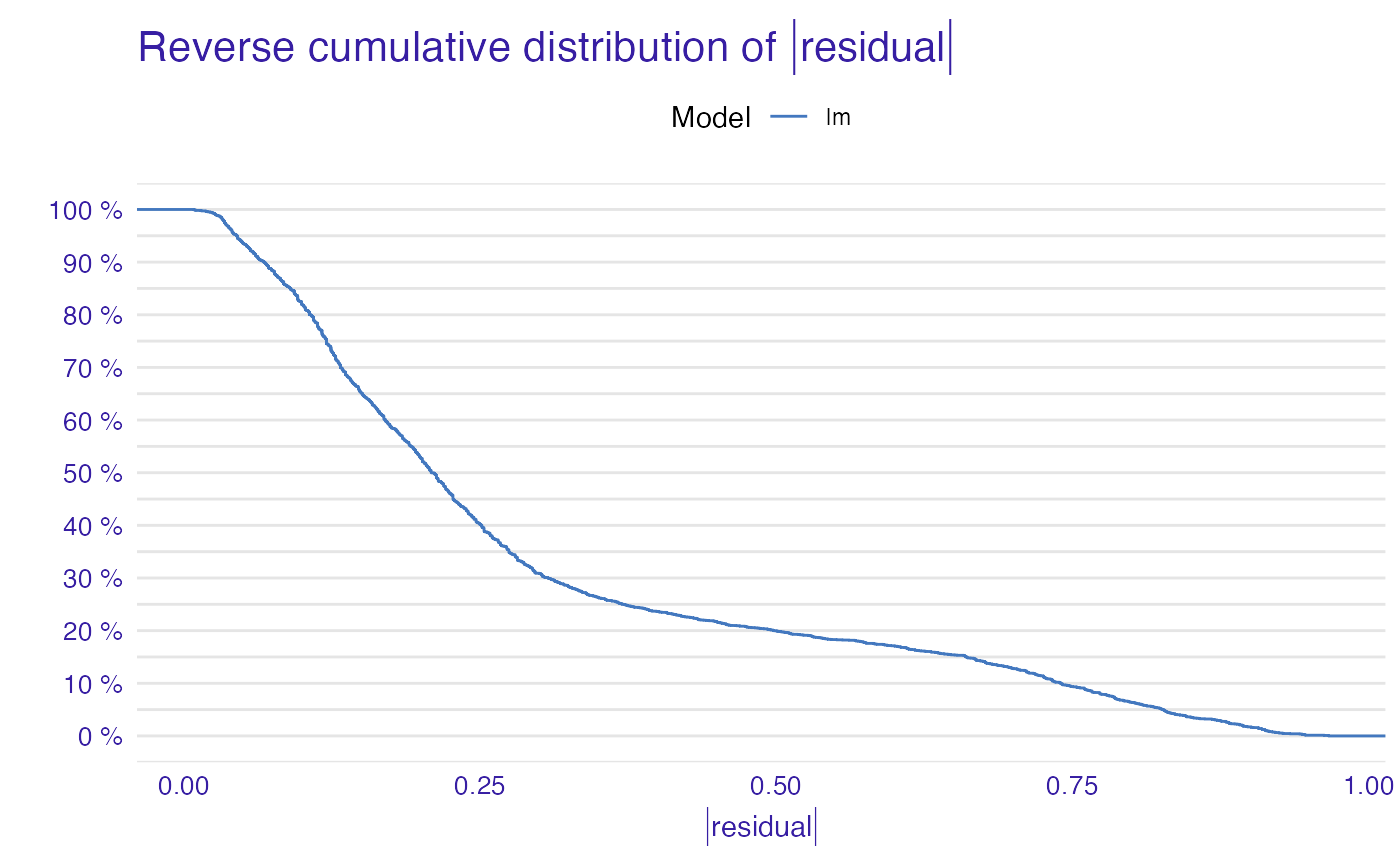 Reverse cumulative distribution of |residual|
Model lm
100 %
90 %
80 %
70 %
60 %
50 %
40 %
30 %
20 %
10 %
0 %
0.00 0.25 0.50 0.75 1.00
|residual|